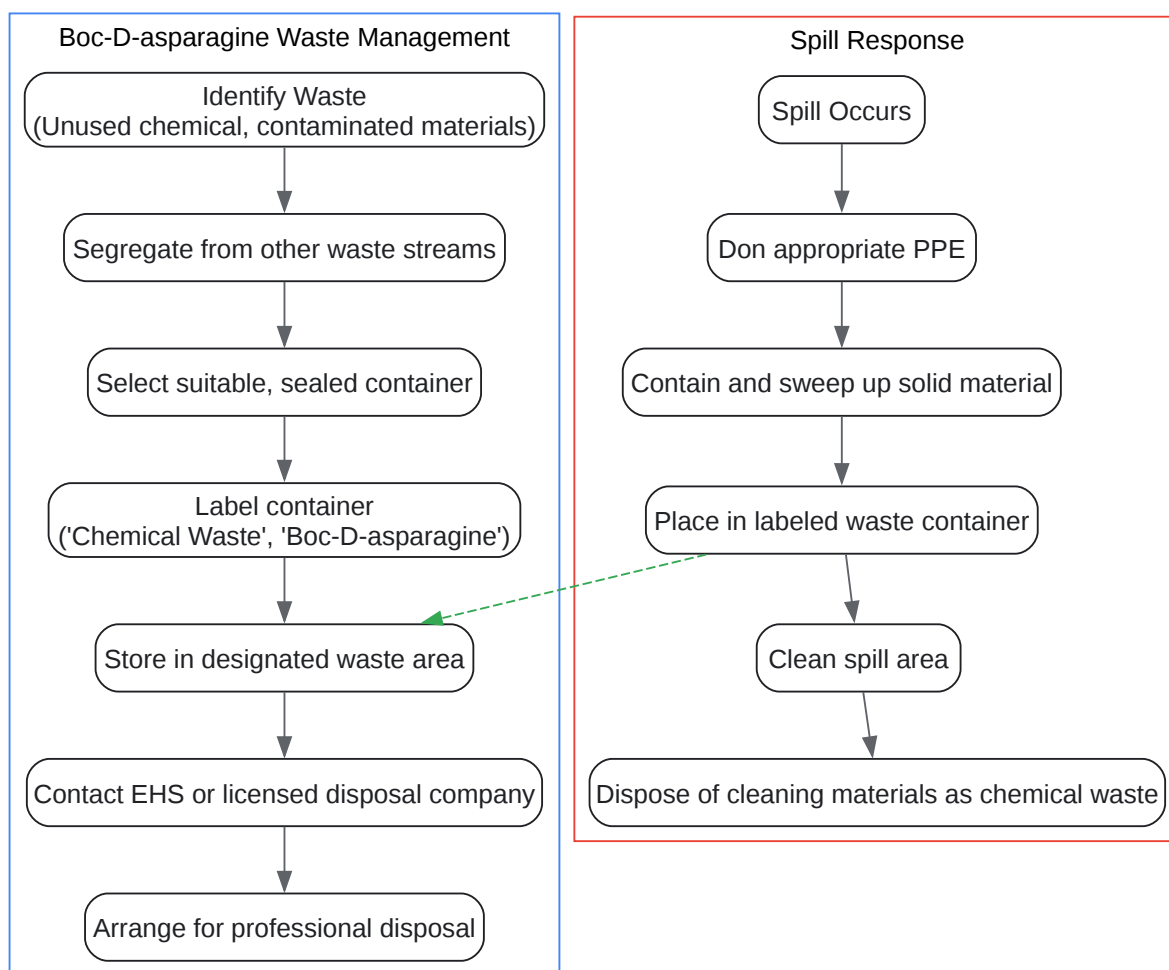 Boc-D-asparagine Waste Management
Identify Waste
(Unused chemical, contaminated materials)
Segregate from other waste streams
Select suitable, sealed container
Label container
('Chemical Waste', 'Boc-D-asparagine')
Store in designated waste area
Contact EHS or licensed disposal company
Arrange for professional disposal
Spill Response
Spill Occurs
Don appropriate PPE
Contain and sweep up solid material
Place in labeled waste container
Clean spill area
Dispose of cleaning materials as chemical waste